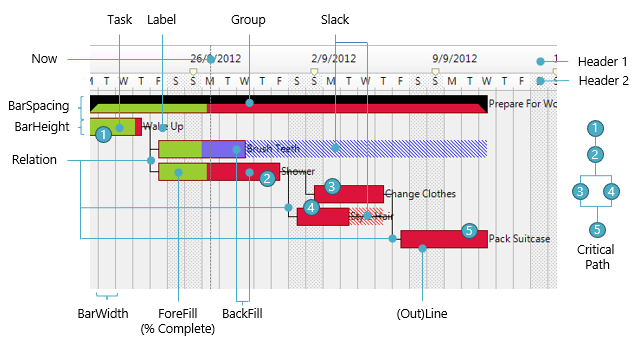 Task Label Group Slack
Now
26/8/2012 2/9/2012 9/9/2012
Header 1
M T W T F S S M T W T F S S M T W T F S S M T W T F S
Header 2
BarSpacing
Prepare For Wo
BarHeight
1
Wake Up
1
Relation
Brush Teeth
2
2
Shower
3
Change Clothes
3 4
4
Style Hair
5
Pack Suitcase
5
Critical
Path
BarWidth ForeFill BackFill (Out)Line
(% Complete)